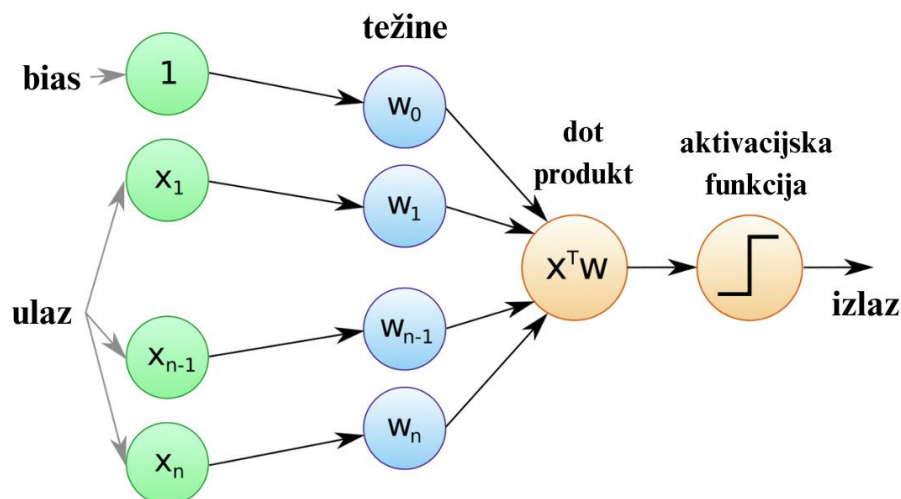 težine
bias
1
w₀
dot
produkt
aktivacijska
funkcija
x₁
w₁
xᵀw
ulaz
izlaz
xₙ₋₁
wₙ₋₁
xₙ
wₙ